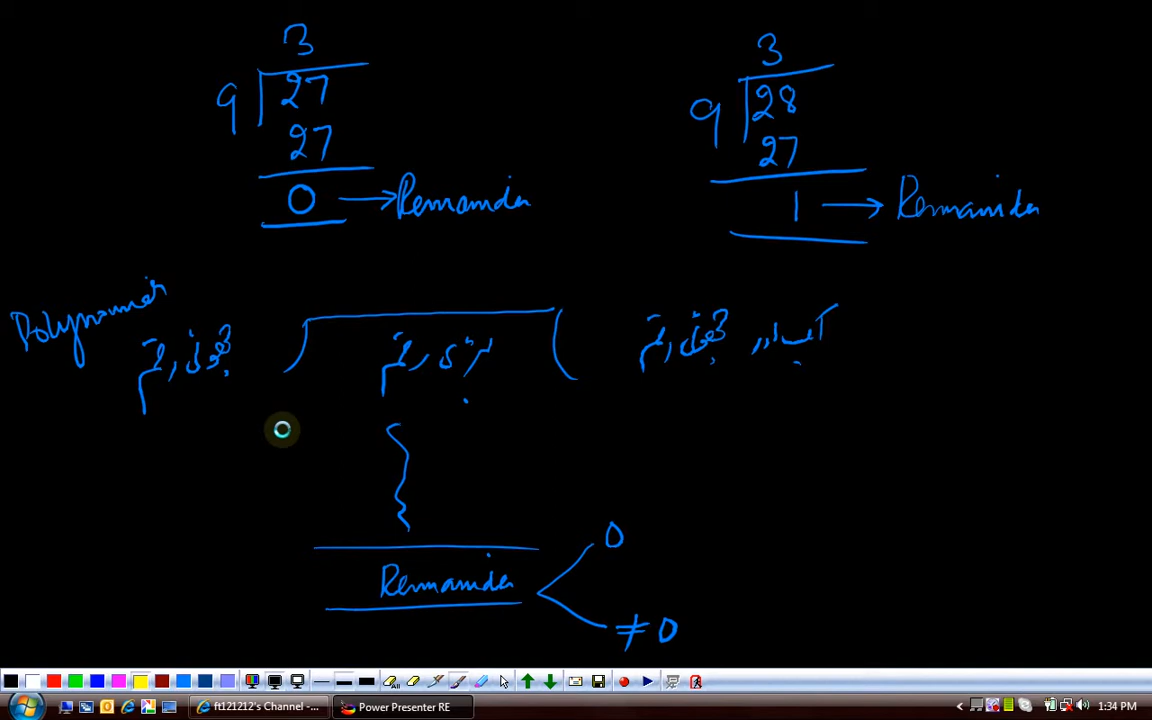 3
9 27
27
0 → Remainder
3
9 28
27
1 → Remainder
Polynomial
چھوٹی رقم
بڑی رقم
ایک اور چھوٹی رقم
Remainder
0
≠ 0
ft121212's Channel -...
Power Presenter RE
1:34 PM